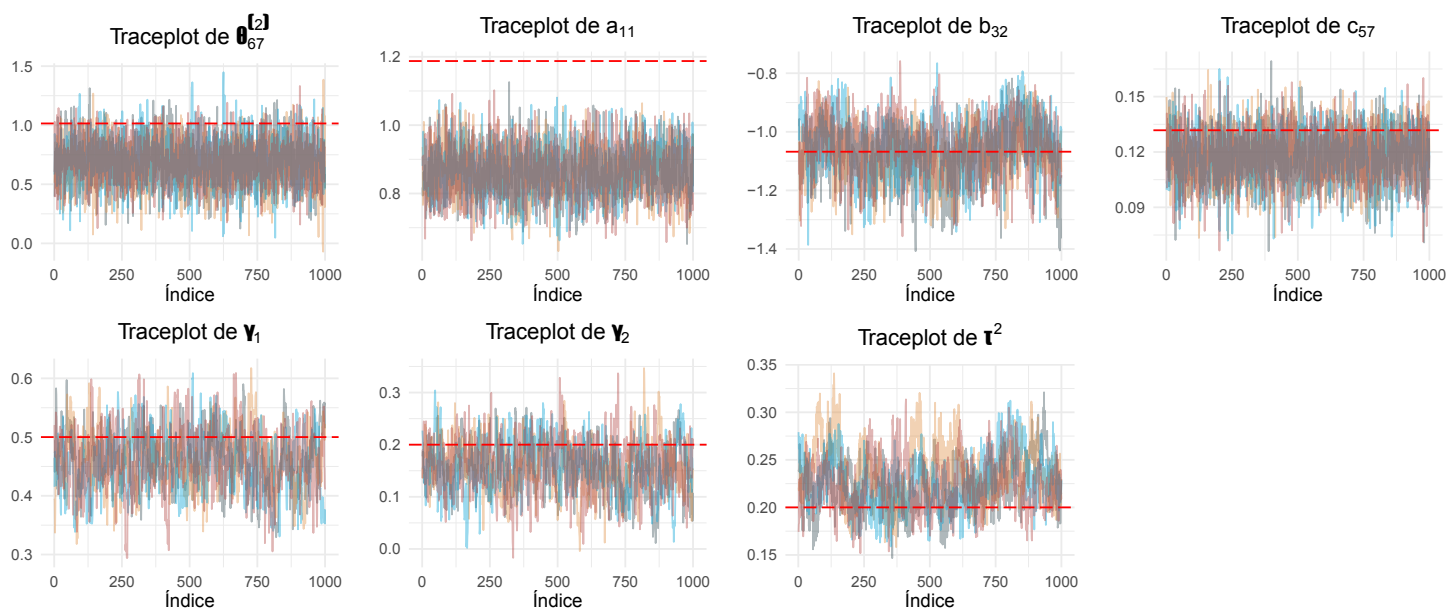 Traceplot de θ₆₇⁽²⁾
1.5
1.0
0.5
0.0
0 250 500 750 1000
Índice
Traceplot de a₁₁
1.2
1.0
0.8
0 250 500 750 1000
Índice
Traceplot de b₃₂
−0.8
−1.0
−1.2
−1.4
0 250 500 750 1000
Índice
Traceplot de c₅₇
0.15
0.12
0.09
0 250 500 750 1000
Índice
Traceplot de γ₁
0.6
0.5
0.4
0.3
0 250 500 750 1000
Índice
Traceplot de γ₂
0.3
0.2
0.1
0.0
0 250 500 750 1000
Índice
Traceplot de τ²
0.35
0.30
0.25
0.20
0.15
0 250 500 750 1000
Índice